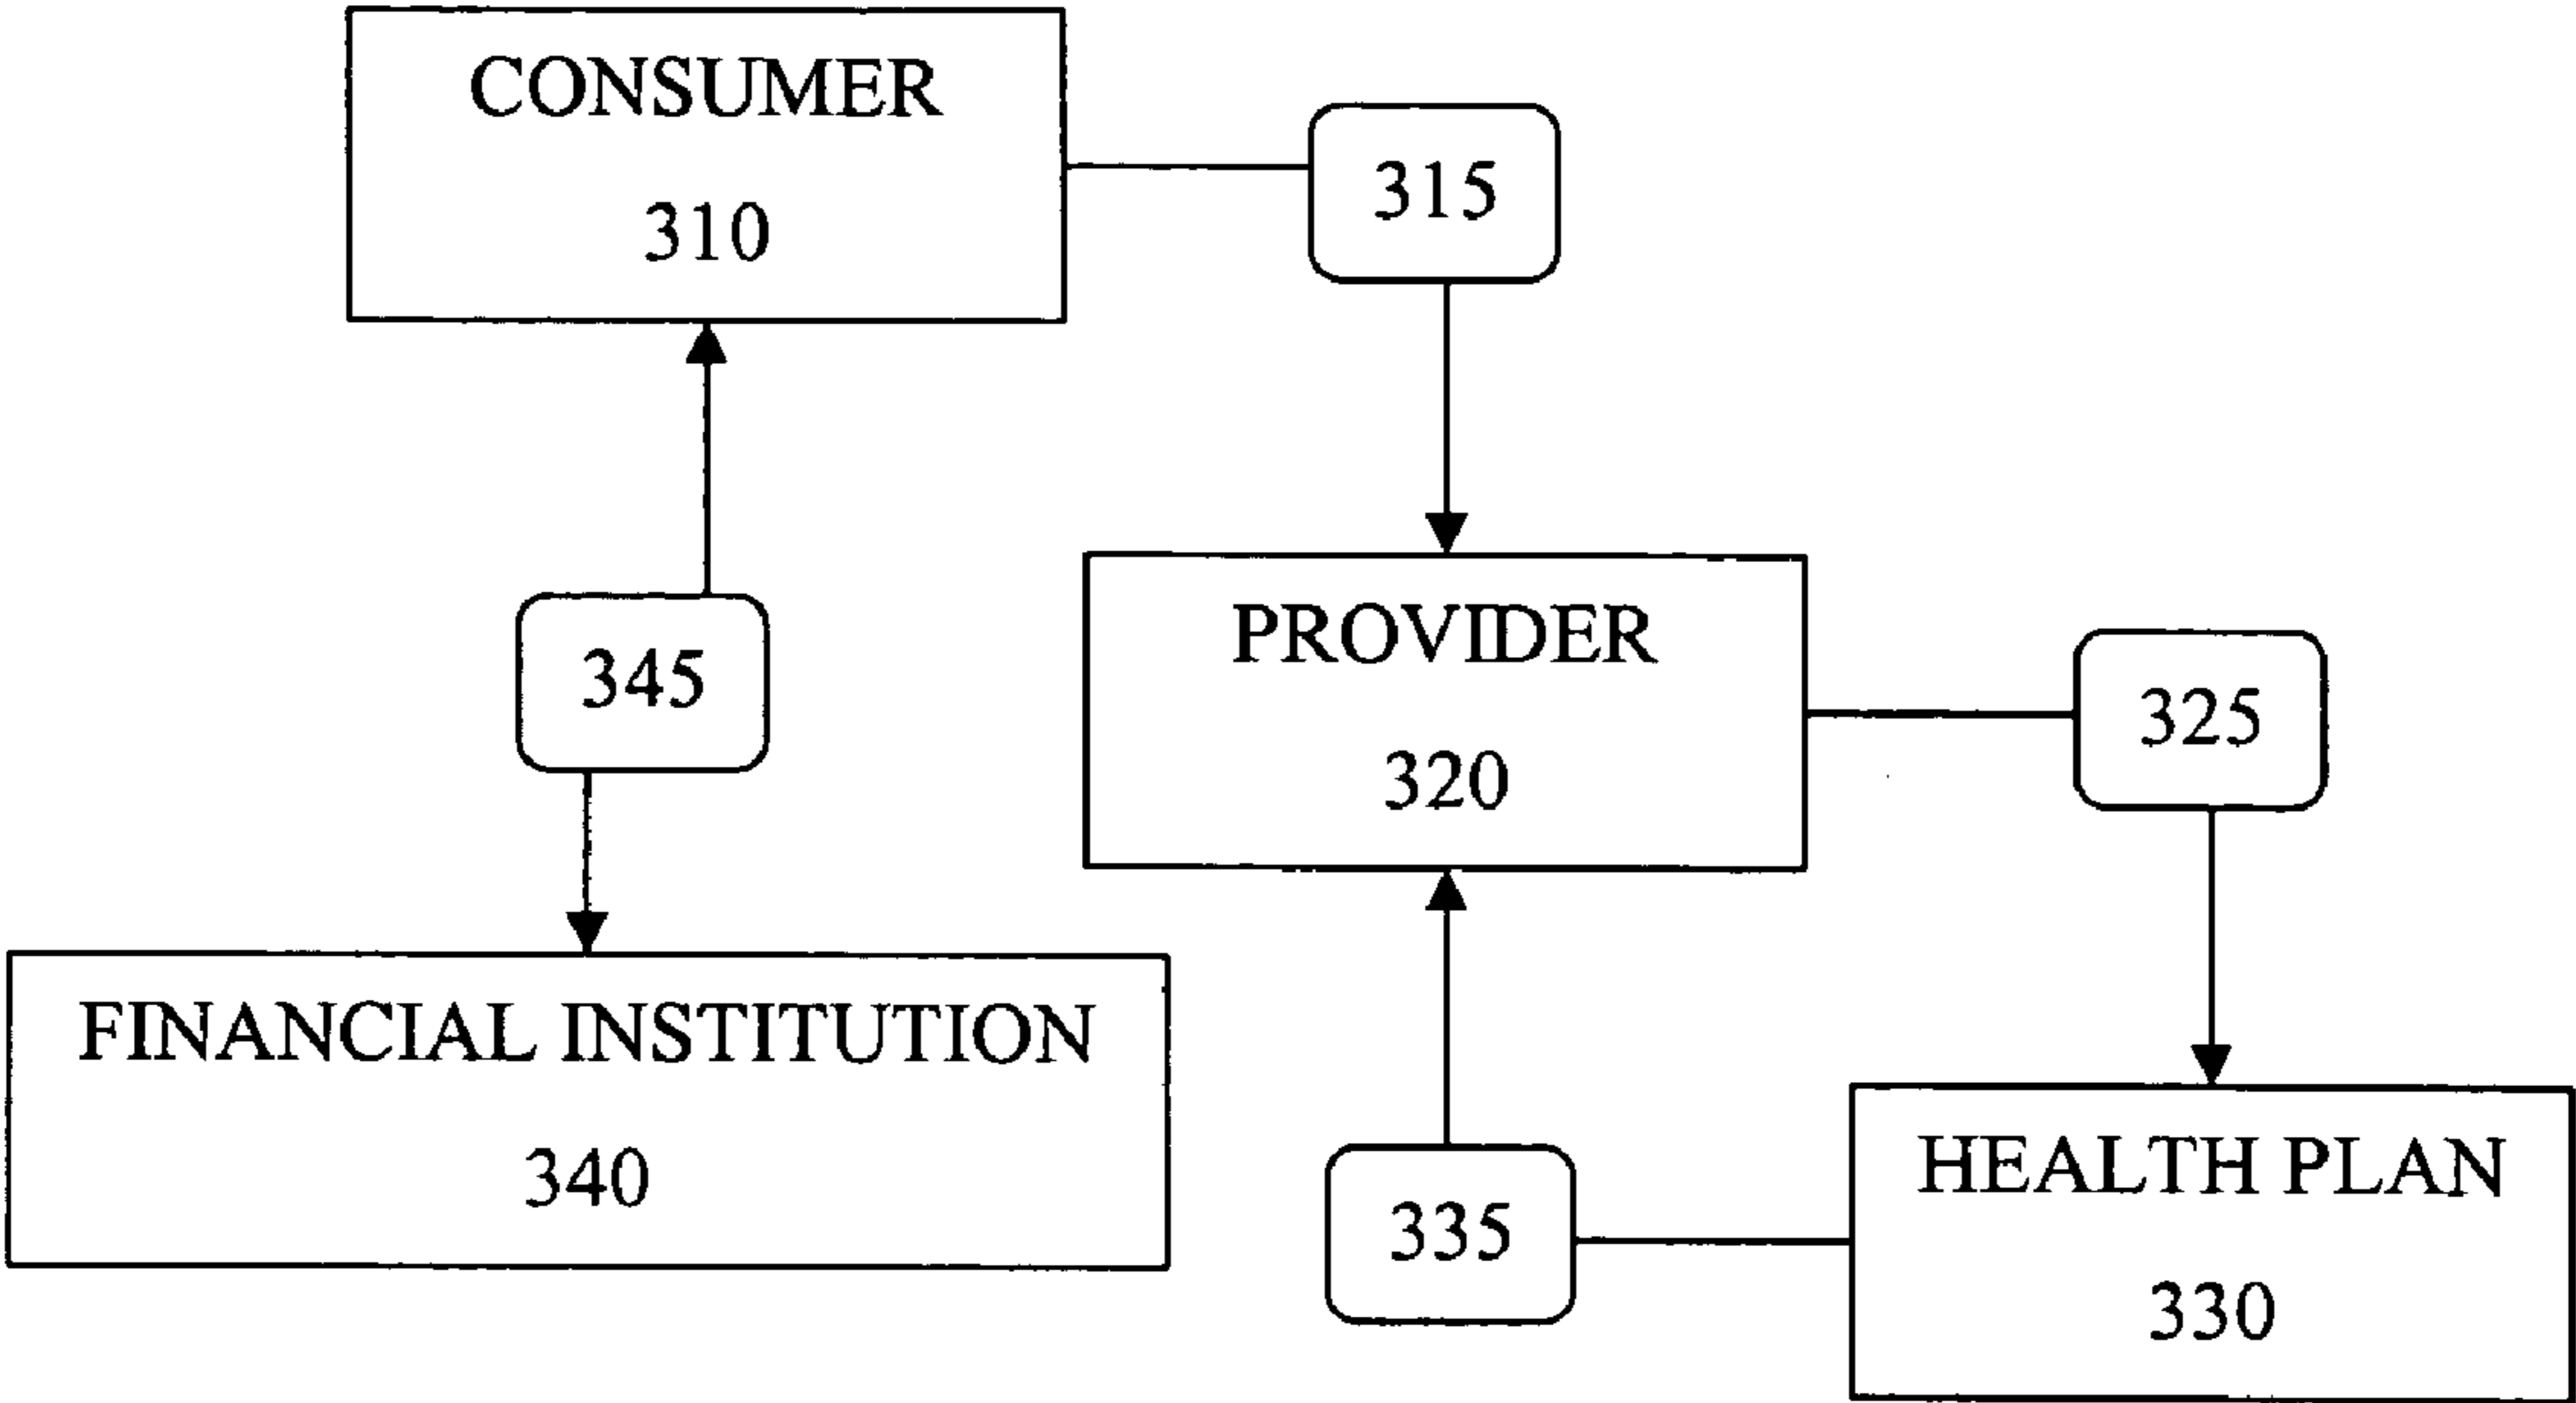 CONSUMER
310
315
345
PROVIDER
320
325
FINANCIAL INSTITUTION
340
335
HEALTH PLAN
330